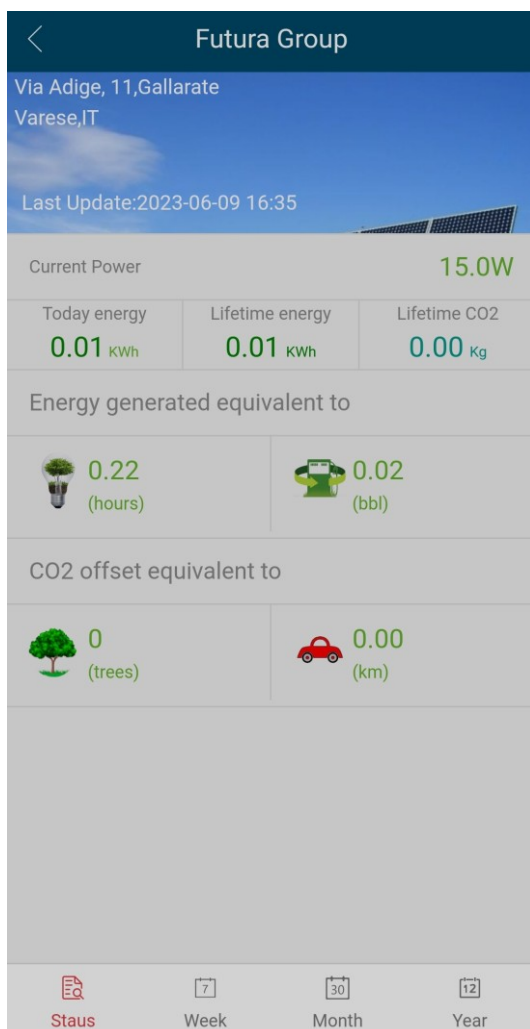 Futura Group
Via Adige, 11,Gallarate
Varese,IT
Last Update:2023-06-09 16:35
Current Power 15.0W
Today energy Lifetime energy Lifetime CO2
0.01 KWh 0.01 KWh 0.00 Kg
Energy generated equivalent to
0.22 0.02
(hours) (bbl)
CO2 offset equivalent to
0 0.00
(trees) (km)
7 30 12
Staus Week Month Year